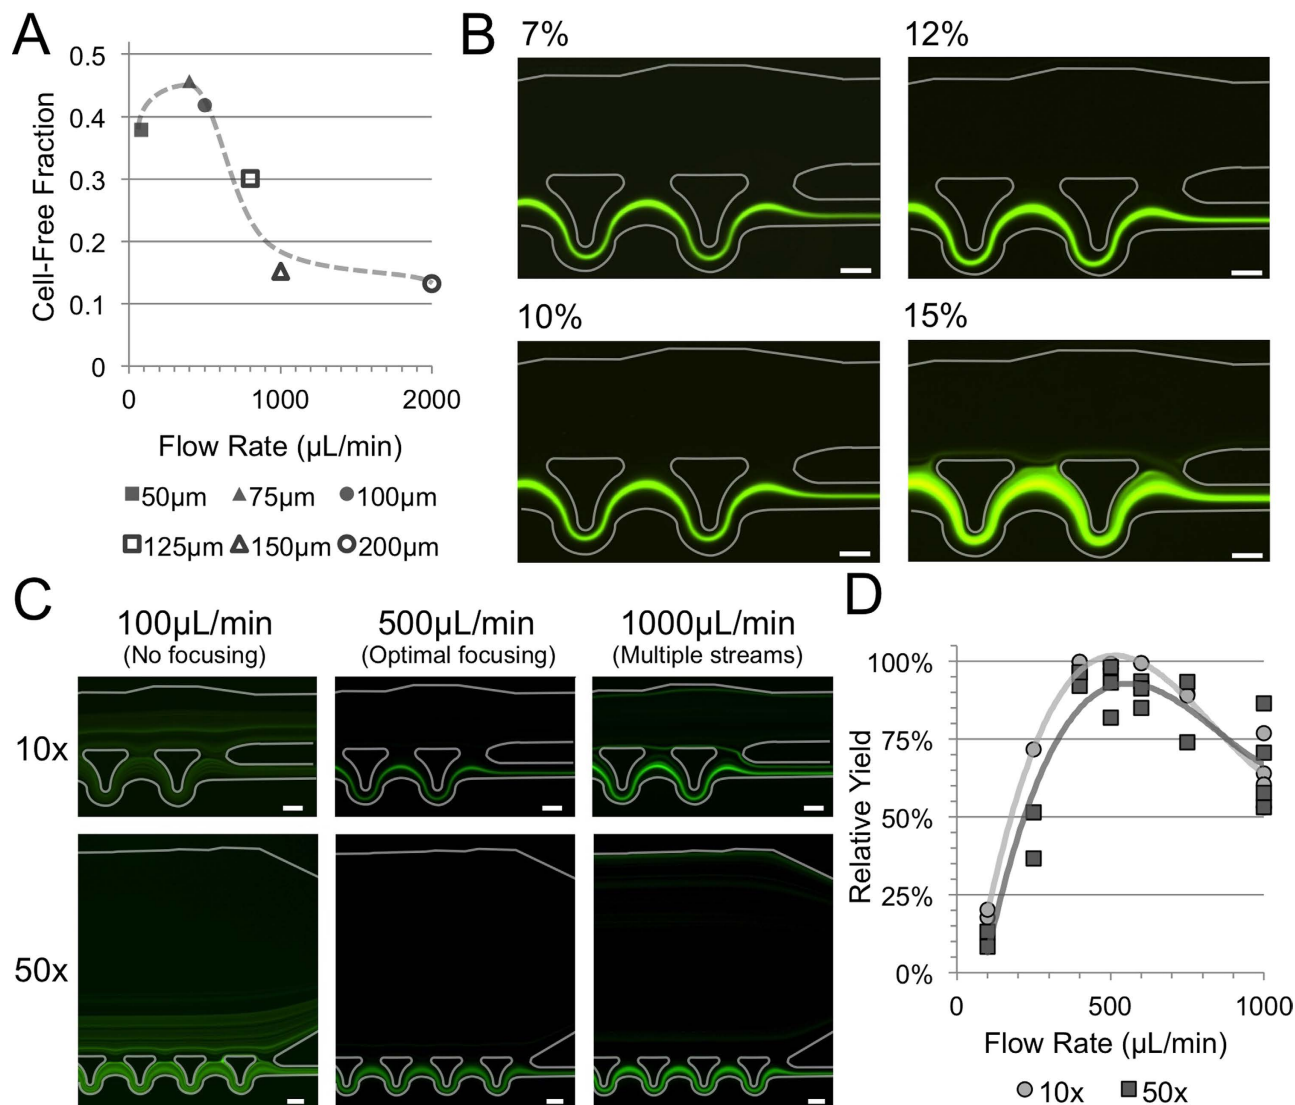 A
0.5
0.4
0.3
0.2
0.1
0
Cell-Free Fraction
0 1000 2000
Flow Rate (µL/min)
50µm 75µm 100µm
125µm 150µm 200µm
B
7% 12%
10% 15%
C
100µL/min 500µL/min 1000µL/min
(No focusing) (Optimal focusing) (Multiple streams)
10x
50x
D
100%
75%
50%
25%
0%
Relative Yield
0 500 1000
Flow Rate (µL/min)
10x 50x